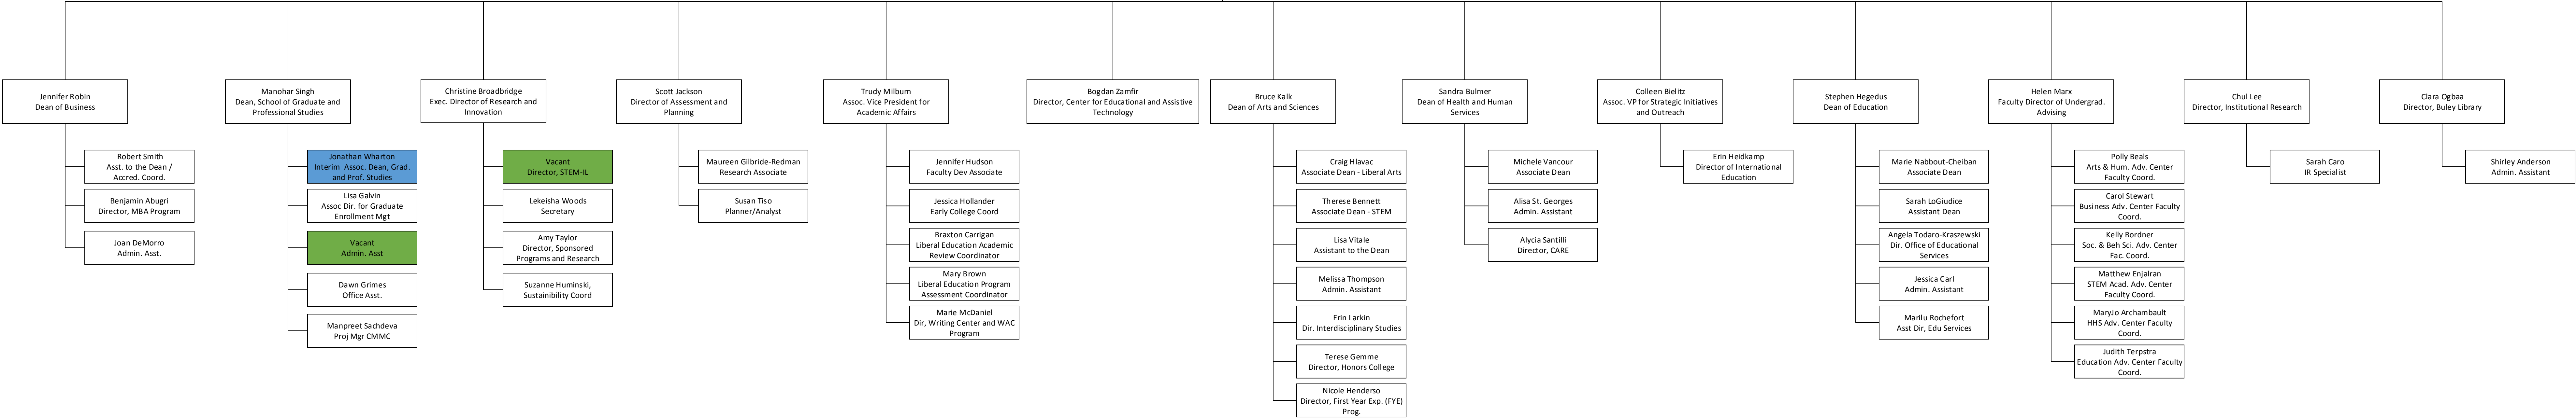 Jennifer Robin
Dean of Business
Robert Smith
Asst. to the Dean /
Accred. Coord.
Benjamin Abugri
Director, MBA Program
Joan DeMorro
Admin. Asst.
Manohar Singh
Dean, School of Graduate and
Professional Studies
Jonathan Wharton
Interim Assoc. Dean, Grad.
and Prof. Studies
Lisa Galvin
Assoc Dir. for Graduate
Enrollment Mgt
Vacant
Admin. Asst
Dawn Grimes
Office Asst.
Manpreet Sachdeva
Proj Mgr CMMC
Christine Broadbridge
Exec. Director of Research and
Innovation
Vacant
Director, STEM-IL
Lekeisha Woods
Secretary
Amy Taylor
Director, Sponsored
Programs and Research
Suzanne Huminski,
Sustainibility Coord
Scott Jackson
Director of Assessment and
Planning
Maureen Gilbride-Redman
Research Associate
Susan Tiso
Planner/Analyst
Trudy Milburn
Assoc. Vice President for
Academic Affairs
Jennifer Hudson
Faculty Dev Associate
Jessica Hollander
Early College Coord
Braxton Carrigan
Liberal Education Academic
Review Coordinator
Mary Brown
Liberal Education Program
Assessment Coordinator
Marie McDaniel
Dir, Writing Center and WAC
Program
Bogdan Zamfir
Director, Center for Educational and Assistive
Technology
Bruce Kalk
Dean of Arts and Sciences
Craig Hlavac
Associate Dean - Liberal Arts
Therese Bennett
Associate Dean - STEM
Lisa Vitale
Assistant to the Dean
Melissa Thompson
Admin. Assistant
Erin Larkin
Dir. Interdisciplinary Studies
Terese Gemme
Director, Honors College
Nicole Henderso
Director, First Year Exp. (FYE)
Prog.
Sandra Bulmer
Dean of Health and Human
Services
Michele Vancour
Associate Dean
Alisa St. Georges
Admin. Assistant
Alycia Santilli
Director, CARE
Colleen Bielitz
Assoc. VP for Strategic Initiatives
and Outreach
Erin Heidkamp
Director of International
Education
Stephen Hegedus
Dean of Education
Marie Nabbout-Cheiban
Associate Dean
Sarah LoGiudice
Assistant Dean
Angela Todaro-Kraszewski
Dir. Office of Educational
Services
Jessica Carl
Admin. Assistant
Marilu Rochefort
Asst Dir, Edu Services
Helen Marx
Faculty Director of Undergrad.
Advising
Polly Beals
Arts & Hum. Adv. Center
Faculty Coord.
Carol Stewart
Business Adv. Center Faculty
Coord.
Kelly Bordner
Soc. & Beh Sci. Adv. Center
Fac. Coord.
Matthew Enjalran
STEM Acad. Adv. Center
Faculty Coord.
MaryJo Archambault
HHS Adv. Center Faculty
Coord.
Judith Terpstra
Education Adv. Center Faculty
Coord.
Chul Lee
Director, Institutional Research
Sarah Caro
IR Specialist
Clara Ogbaa
Director, Buley Library
Shirley Anderson
Admin. Assistant